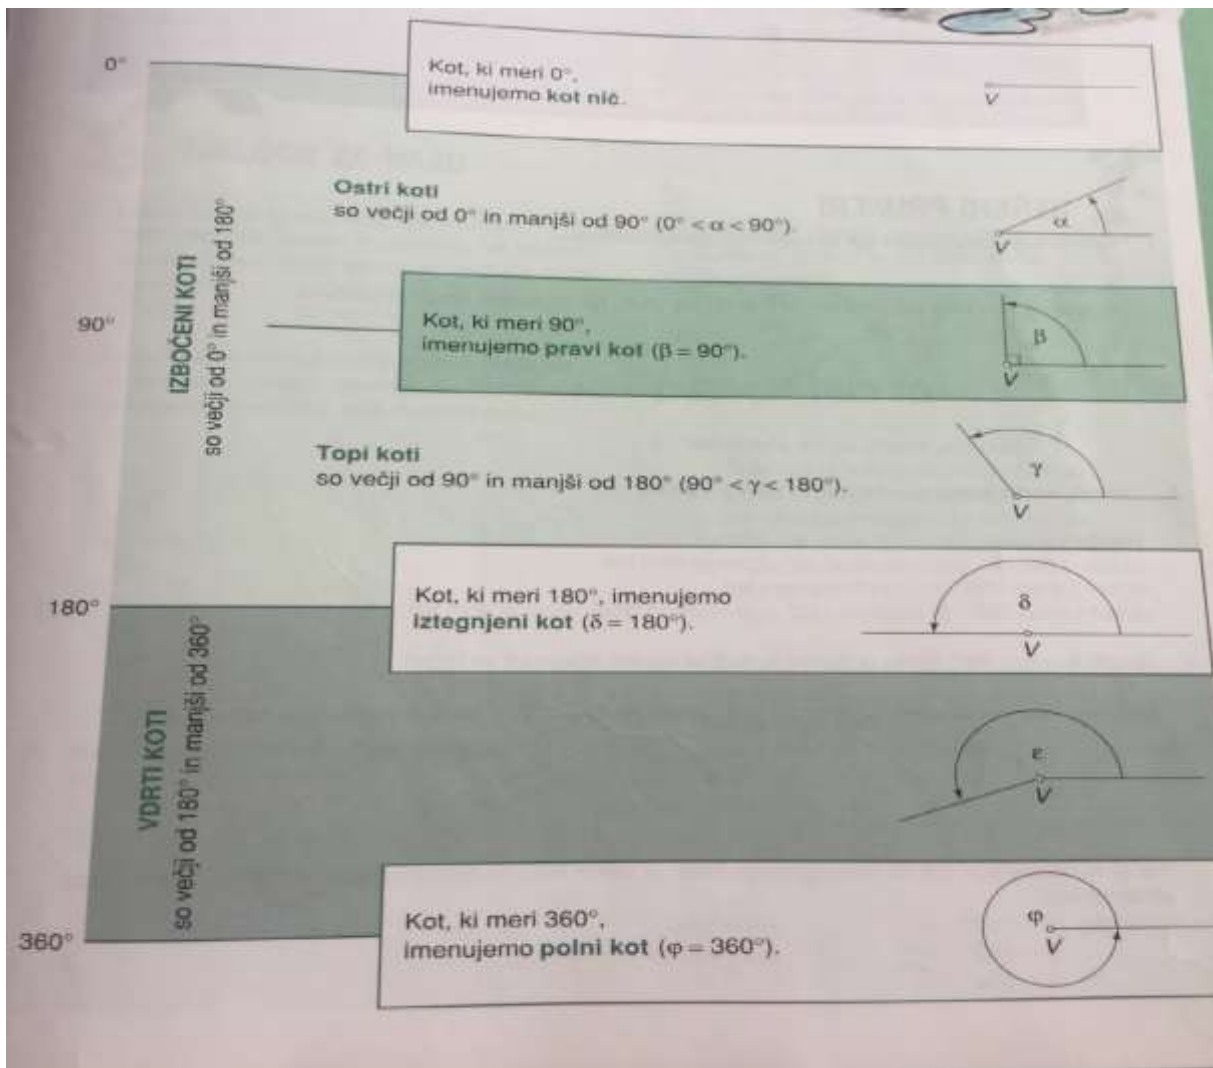 0°
Kot, ki meri 0°,
imenujemo kot nič.
V
IZBOČENI KOTI
so večji od 0° in manjši od 180°
Ostri koti
so večji od 0° in manjši od 90° (0° < α < 90°).
α
V
90°
Kot, ki meri 90°,
imenujemo pravi kot (β = 90°).
β
V
Topi koti
so večji od 90° in manjši od 180° (90° < γ < 180°).
γ
V
180°
Kot, ki meri 180°, imenujemo
iztegnjeni kot (δ = 180°).
δ
V
VDRTI KOTI
so večji od 180° in manjši od 360°
ε
V
360°
Kot, ki meri 360°,
imenujemo polni kot (φ = 360°).
φ
V